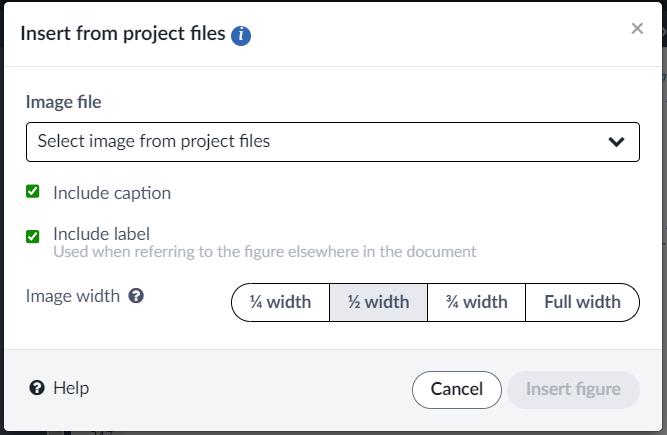 Insert from project files
Image file
Select image from project files
Include caption
Include label
Used when referring to the figure elsewhere in the document
Image width
¼ width ½ width ¾ width Full width
Help Cancel Insert figure